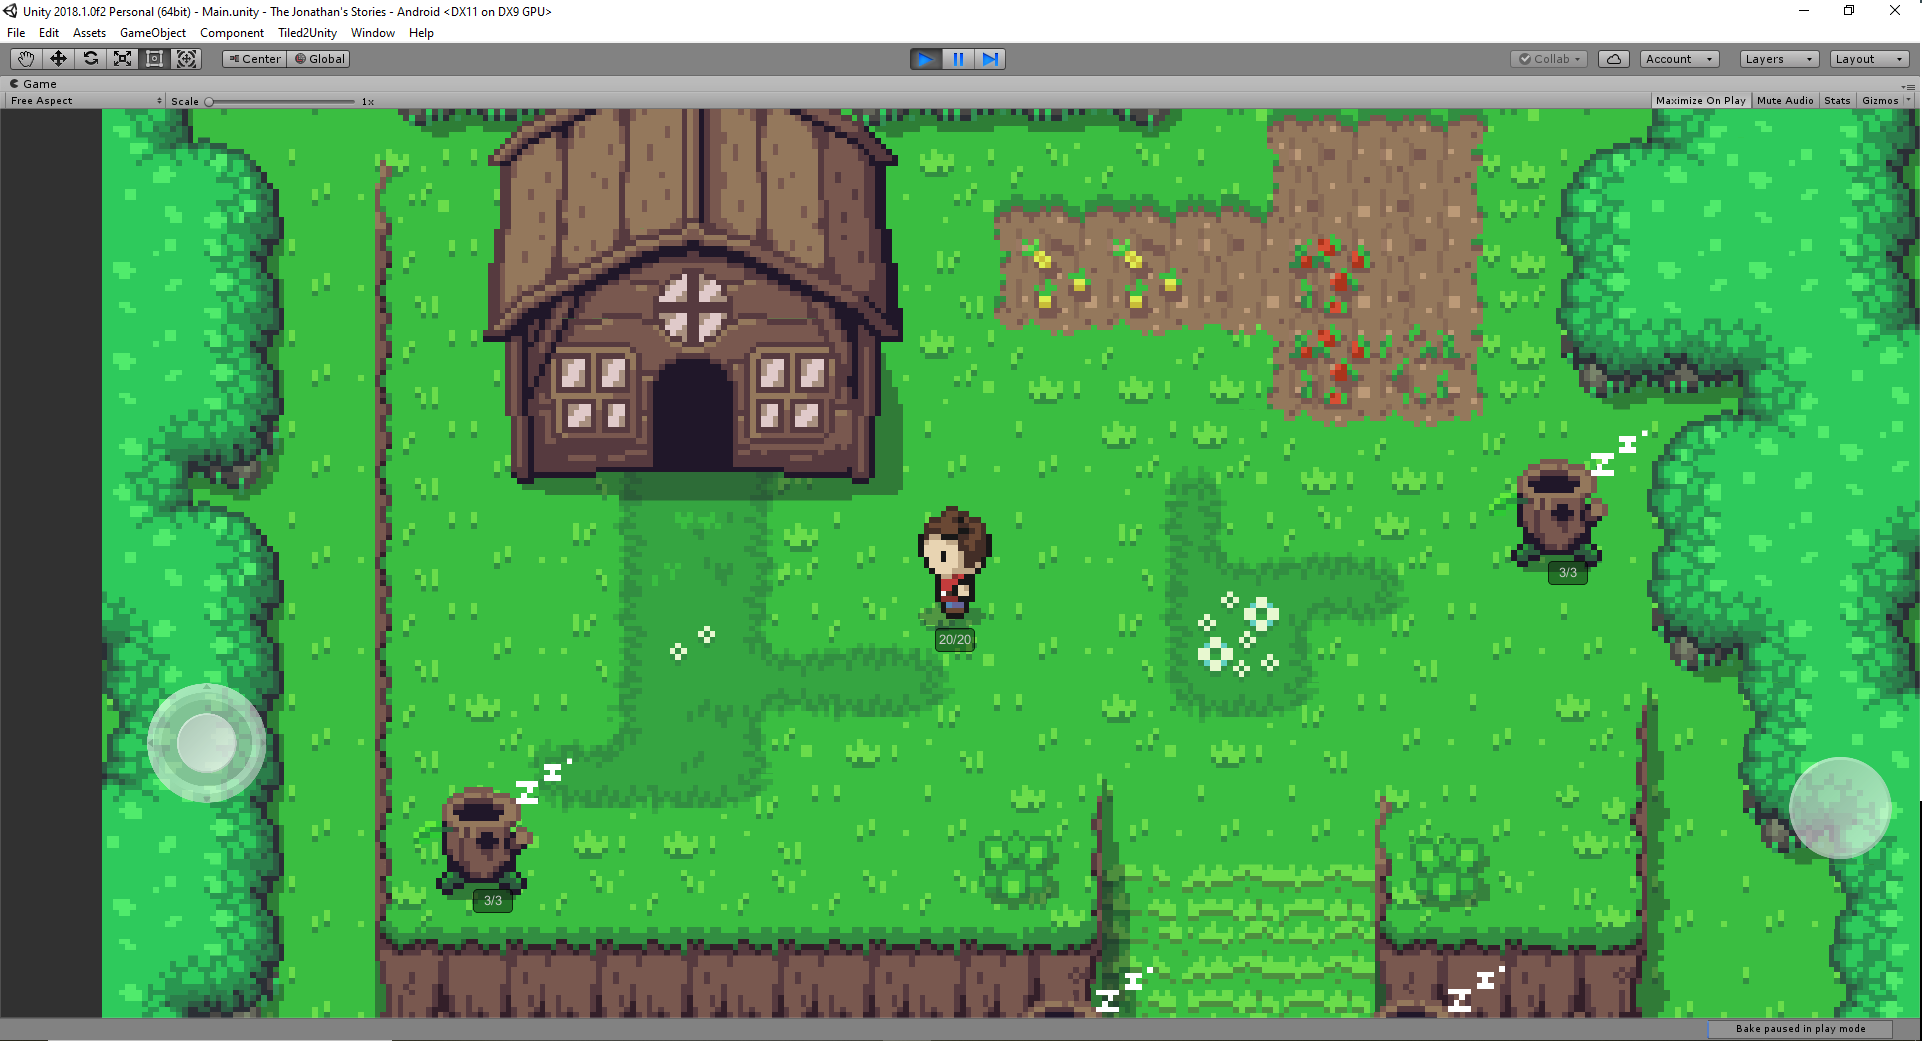 Unity 2018.1.0f2 Personal (64bit) - Main.unity - The Jonathan's Stories - Android <DX11 on DX9 GPU>
File Edit Assets GameObject Component Tiled2Unity Window Help
Center Global Collab Account Layers Layout
Game
Free Aspect Scale 1x Maximize On Play Mute Audio Stats Gizmos
z z
3/3
20/20
z z
3/3
z z z z
Bake paused in play mode